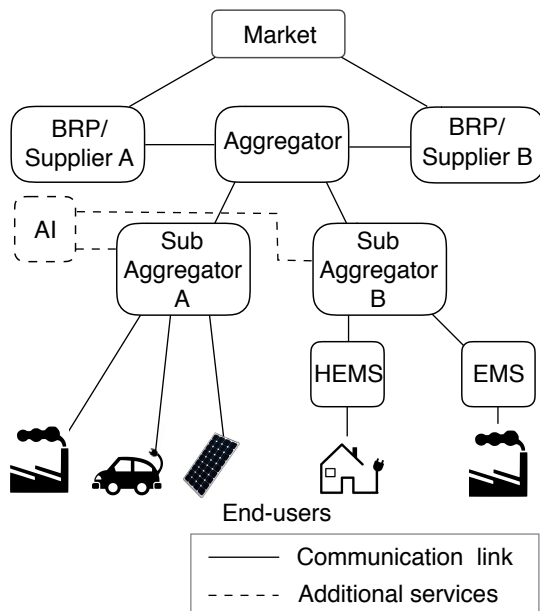 Market
BRP/
Supplier A
Aggregator
BRP/
Supplier B
AI
Sub
Aggregator
A
Sub
Aggregator
B
HEMS
EMS
End-users
Communication link
Additional services